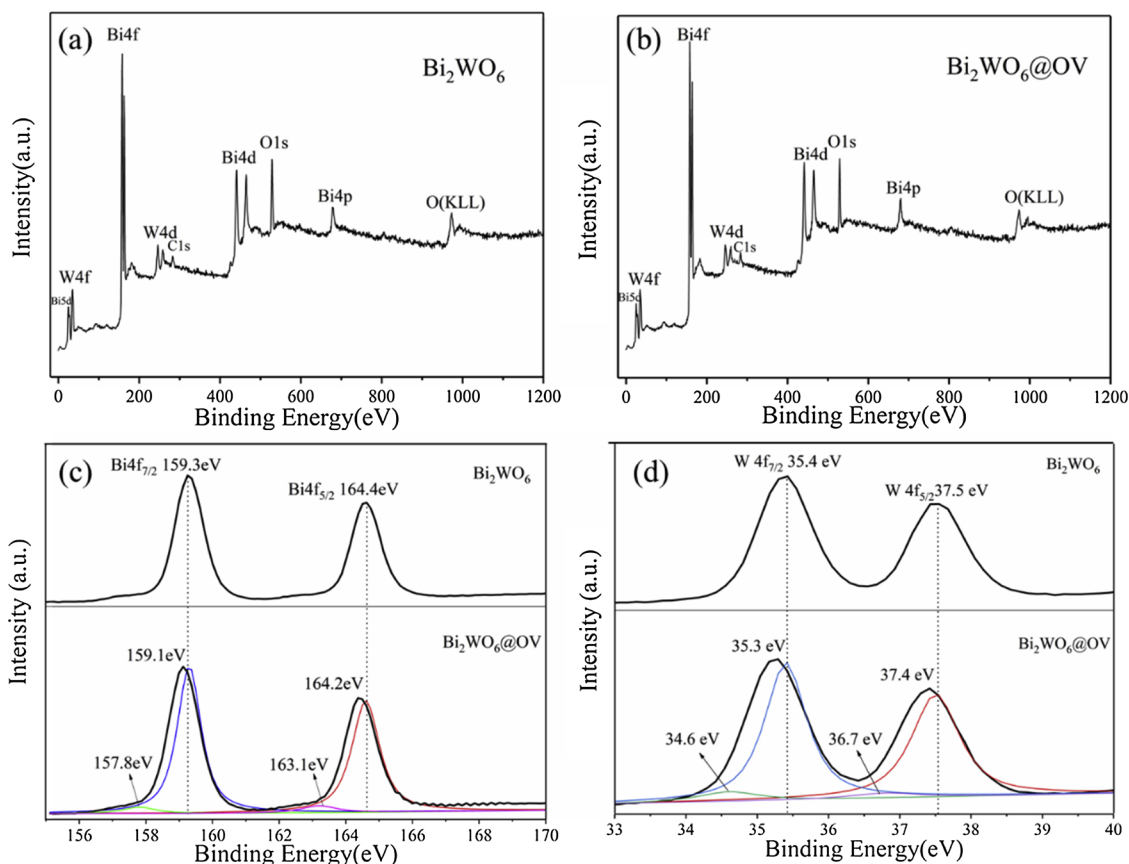 (a)
Bi₂WO₆
Bi4f
Bi4d
O1s
Bi4p
O(KLL)
W4d
C1s
W4f
Bi5d
Intensity(a.u.)
0 200 400 600 800 1000 1200
Binding Energy(eV)
(b)
Bi₂WO₆@OV
Bi4f
Bi4d
O1s
Bi4p
O(KLL)
W4d
C1s
W4f
Bi5d
Intensity(a.u.)
0 200 400 600 800 1000 1200
Binding Energy(eV)
(c)
Bi4f₇/₂ 159.3eV
Bi₂WO₆
Bi4f₅/₂ 164.4eV
Bi₂WO₆@OV
159.1eV
164.2eV
157.8eV
163.1eV
Intensity (a.u.)
156 158 160 162 164 166 168 170
Binding Energy(eV)
(d)
W 4f₇/₂ 35.4 eV
Bi₂WO₆
W 4f₅/₂37.5 eV
Bi₂WO₆@OV
35.3 eV
37.4 eV
34.6 eV
36.7 eV
Intensity (a.u.)
33 34 35 36 37 38 39 40
Binding Energy(eV)